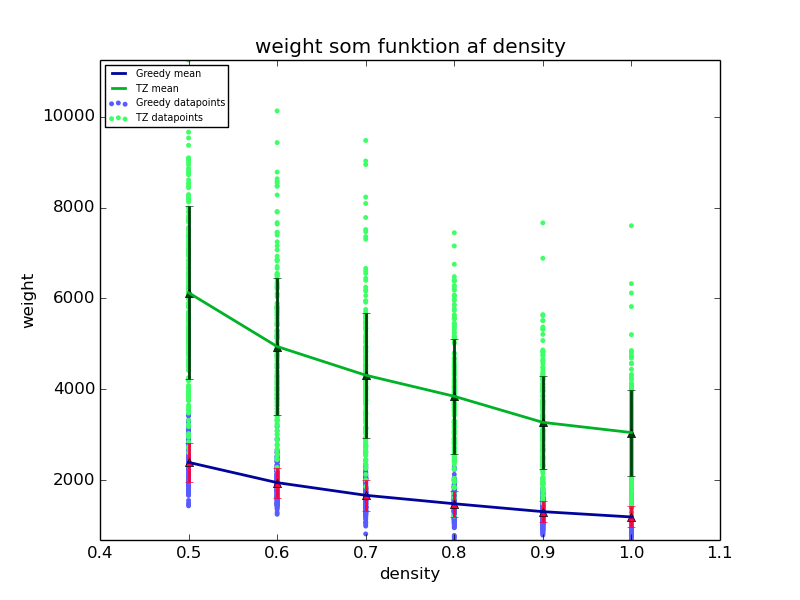 weight som funktion af density
Greedy mean
TZ mean
Greedy datapoints
TZ datapoints
10000
8000
6000
4000
2000
weight
0.4 0.5 0.6 0.7 0.8 0.9 1.0 1.1
density